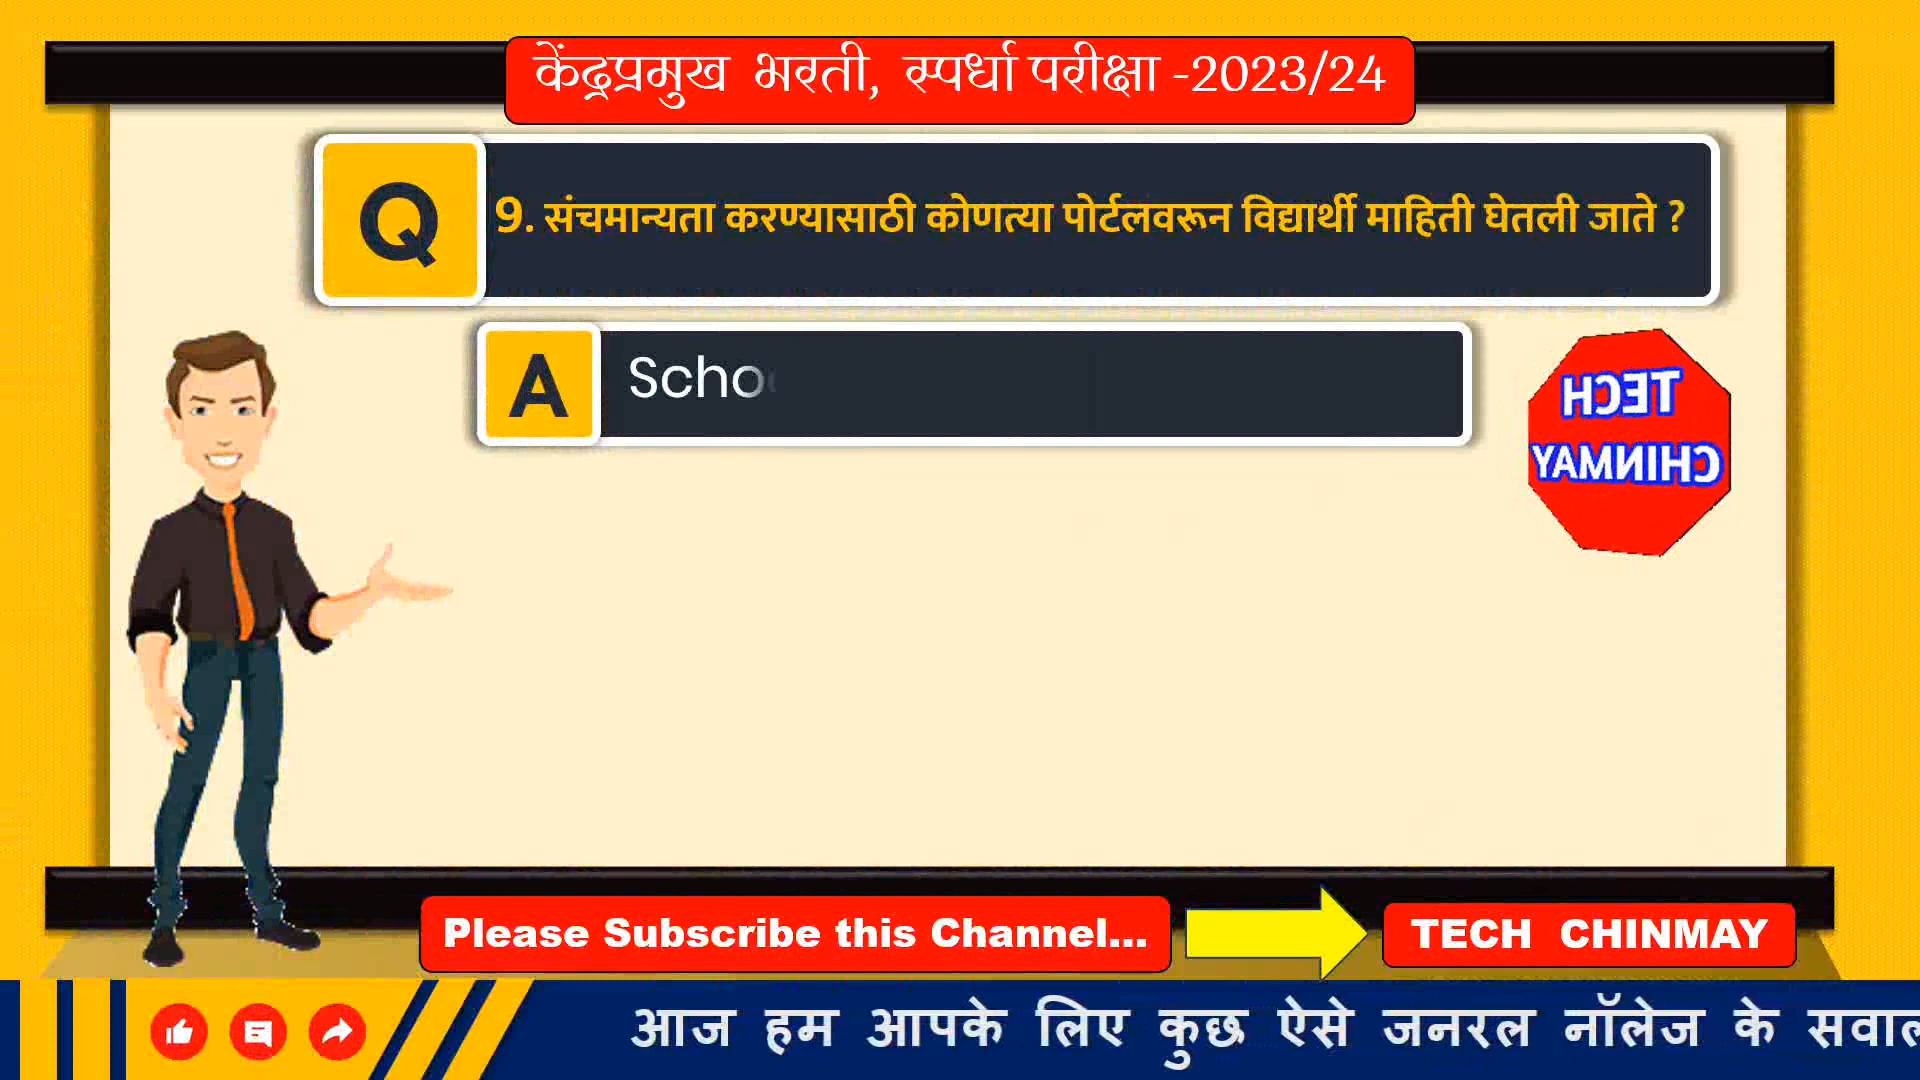 केंद्रप्रमुख भरती, स्पर्धा परीक्षा -2023/24
Q
9. संचमान्यता करण्यासाठी कोणत्या पोर्टलवरून विद्यार्थी माहिती घेतली जाते ?
A
Scho
TECH
CHINMAY
Please Subscribe this Channel...
TECH CHINMAY
आज हम आपके लिए कुछ ऐसे जनरल नॉलेज के सवाल